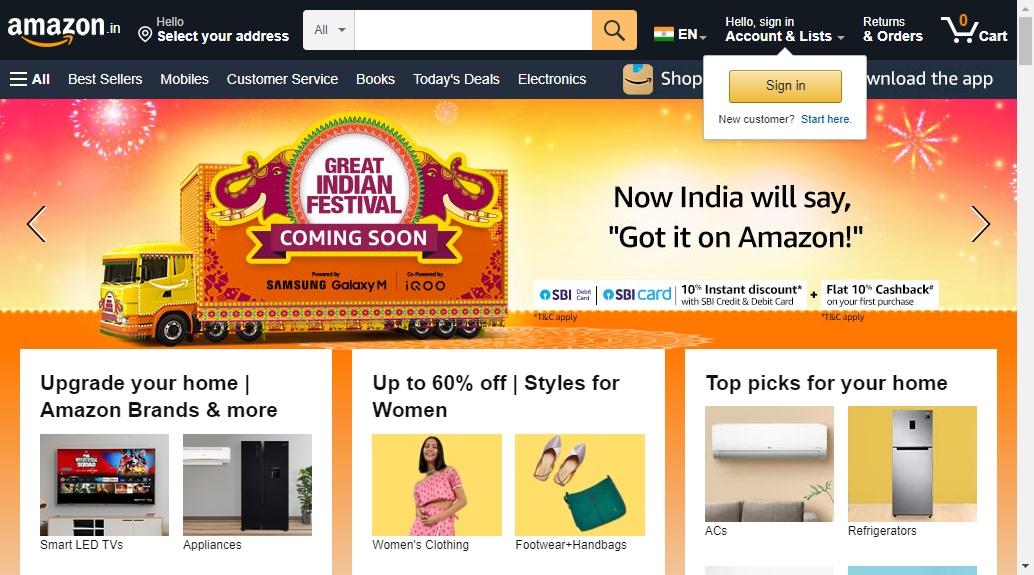 amazon.in
Hello
Select your address
All
EN
Hello, sign in
Account & Lists
Returns
& Orders
0
Cart
All
Best Sellers
Mobiles
Customer Service
Books
Today's Deals
Electronics
Shop
wnload the app
Sign in
New customer? Start here.
GREAT
INDIAN
FESTIVAL
COMING SOON
Powered by
SAMSUNG Galaxy M
Co-Powered by
iQOO
Now India will say,
"Got it on Amazon!"
SBI Debit Card
SBI card
10% Instant discount*
with SBI Credit & Debit Card
+
Flat 10% Cashback#
on your first purchase
*T&C apply
*T&C apply
Upgrade your home |
Amazon Brands & more
Smart LED TVs
Appliances
Up to 60% off | Styles for
Women
Women's Clothing
Footwear+Handbags
Top picks for your home
ACs
Refrigerators